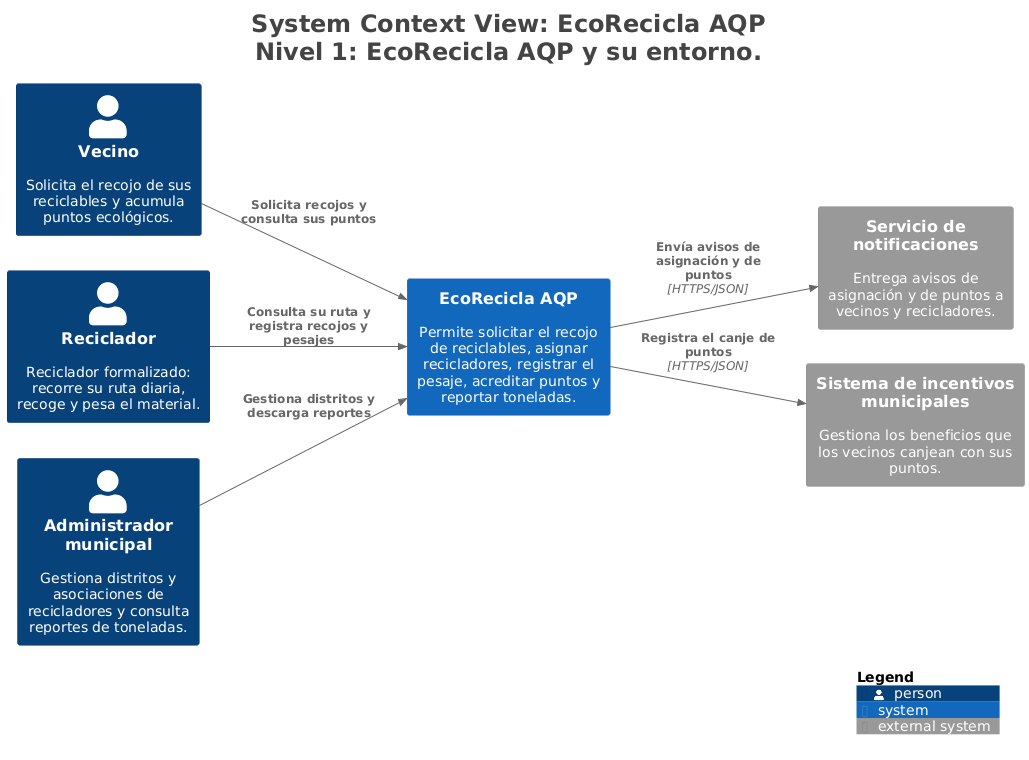 System Context View: EcoRecicla AQP
Nivel 1: EcoRecicla AQP y su entorno.
Vecino
Solicita el recojo de sus
reciclables y acumula
puntos ecológicos.
Reciclador
Reciclador formalizado:
recorre su ruta diaria,
recoge y pesa el material.
Administrador
municipal
Gestiona distritos y
asociaciones de
recicladores y consulta
reportes de toneladas.
Solicita recojos y
consulta sus puntos
Consulta su ruta y
registra recojos y
pesajes
Gestiona distritos y
descarga reportes
EcoRecicla AQP
Permite solicitar el recojo
de reciclables, asignar
recicladores, registrar el
pesaje, acreditar puntos y
reportar toneladas.
Envía avisos de
asignación y de
puntos
[HTTPS/JSON]
Registra el canje de
puntos
[HTTPS/JSON]
Servicio de
notificaciones
Entrega avisos de
asignación y de puntos a
vecinos y recicladores.
Sistema de incentivos
municipales
Gestiona los beneficios que
los vecinos canjean con sus
puntos.
Legend
person
system
external system